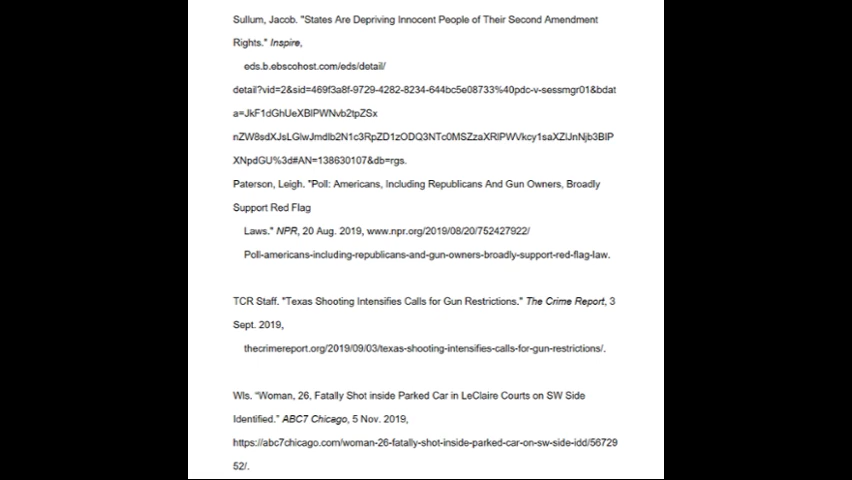 Sullum, Jacob. "States Are Depriving Innocent People of Their Second Amendment
Rights." Inspire,
eds.b.ebscohost.com/eds/detail/
detail?vid=2&sid=469f3a8f-9729-4282-8234-644bc5e08733%40pdc-v-sessmgr01&bdat
a=JkF1dGhUeXBlPWNvb2tpZSx
nZW8sdXJsLGlwJmdlb2N1c3RpZD1zODQ3NTc0MSZzaXRlPWVkcy1saXZlJnNjb3BlP
XNpdGU%3d#AN=138630107&db=rgs.
Paterson, Leigh. "Poll: Americans, Including Republicans And Gun Owners, Broadly
Support Red Flag
Laws." NPR, 20 Aug. 2019, www.npr.org/2019/08/20/752427922/
Poll-americans-including-republicans-and-gun-owners-broadly-support-red-flag-law.
TCR Staff. "Texas Shooting Intensifies Calls for Gun Restrictions." The Crime Report, 3
Sept. 2019,
thecrimereport.org/2019/09/03/texas-shooting-intensifies-calls-for-gun-restrictions/.
Wls. “Woman, 26, Fatally Shot inside Parked Car in LeClaire Courts on SW Side
Identified.” ABC7 Chicago, 5 Nov. 2019,
https://abc7chicago.com/woman-26-fatally-shot-inside-parked-car-on-sw-side-idd/56729
52/.